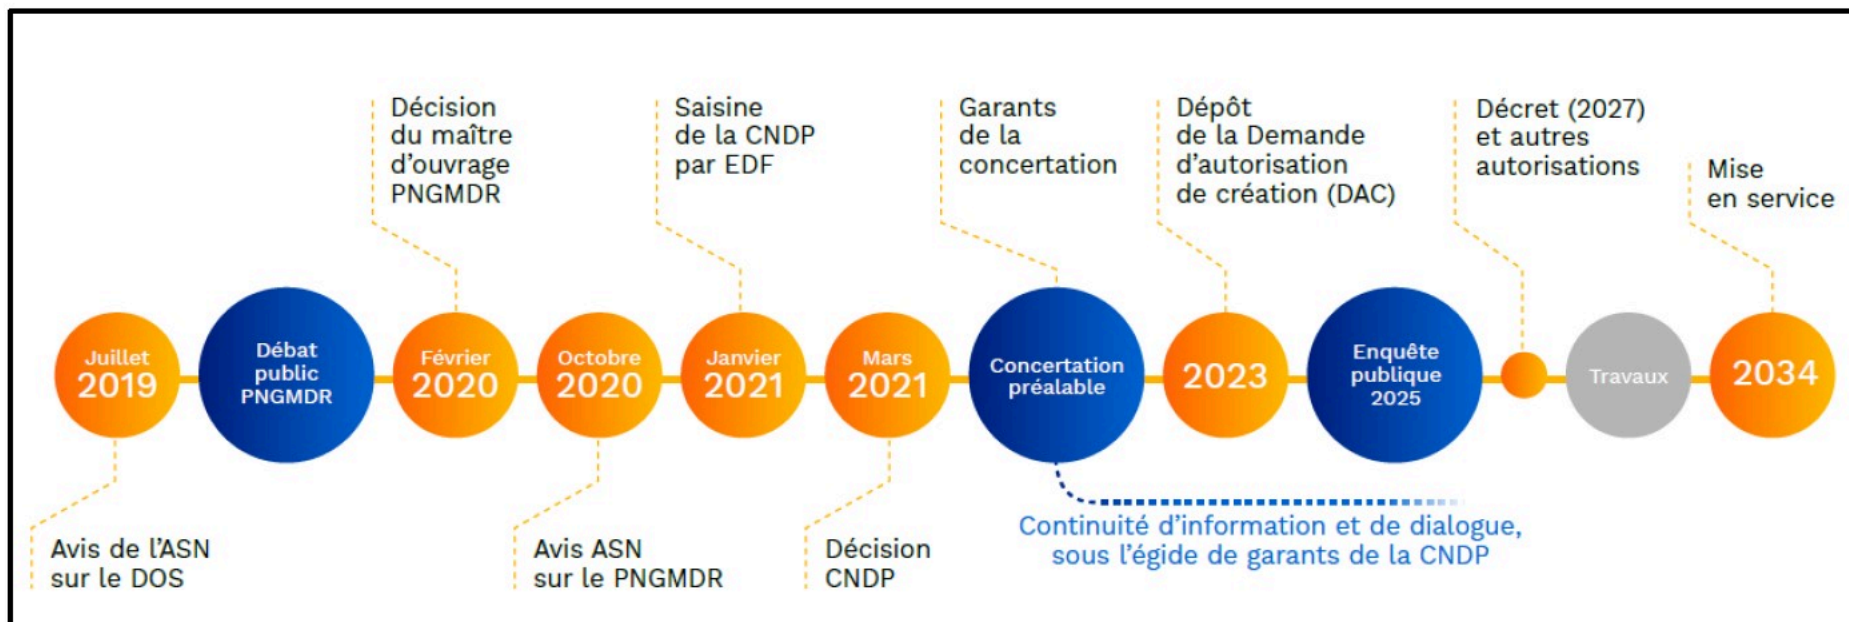 Décision
du maître
d'ouvrage
PNGMDR
Saisine
de la CNDP
par EDF
Garants
de la
concertation
Dépôt
de la Demande
d'autorisation
de création (DAC)
Décret (2027)
et autres
autorisations
Mise
en service
Juillet
2019
Débat
public
PNGMDR
Février
2020
Octobre
2020
Janvier
2021
Mars
2021
Concertation
préalable
2023
Enquête
publique
2025
Travaux
2034
Avis de l'ASN
sur le DOS
Avis ASN
sur le PNGMDR
Décision
CNDP
Continuité d'information et de dialogue,
sous l'égide de garants de la CNDP